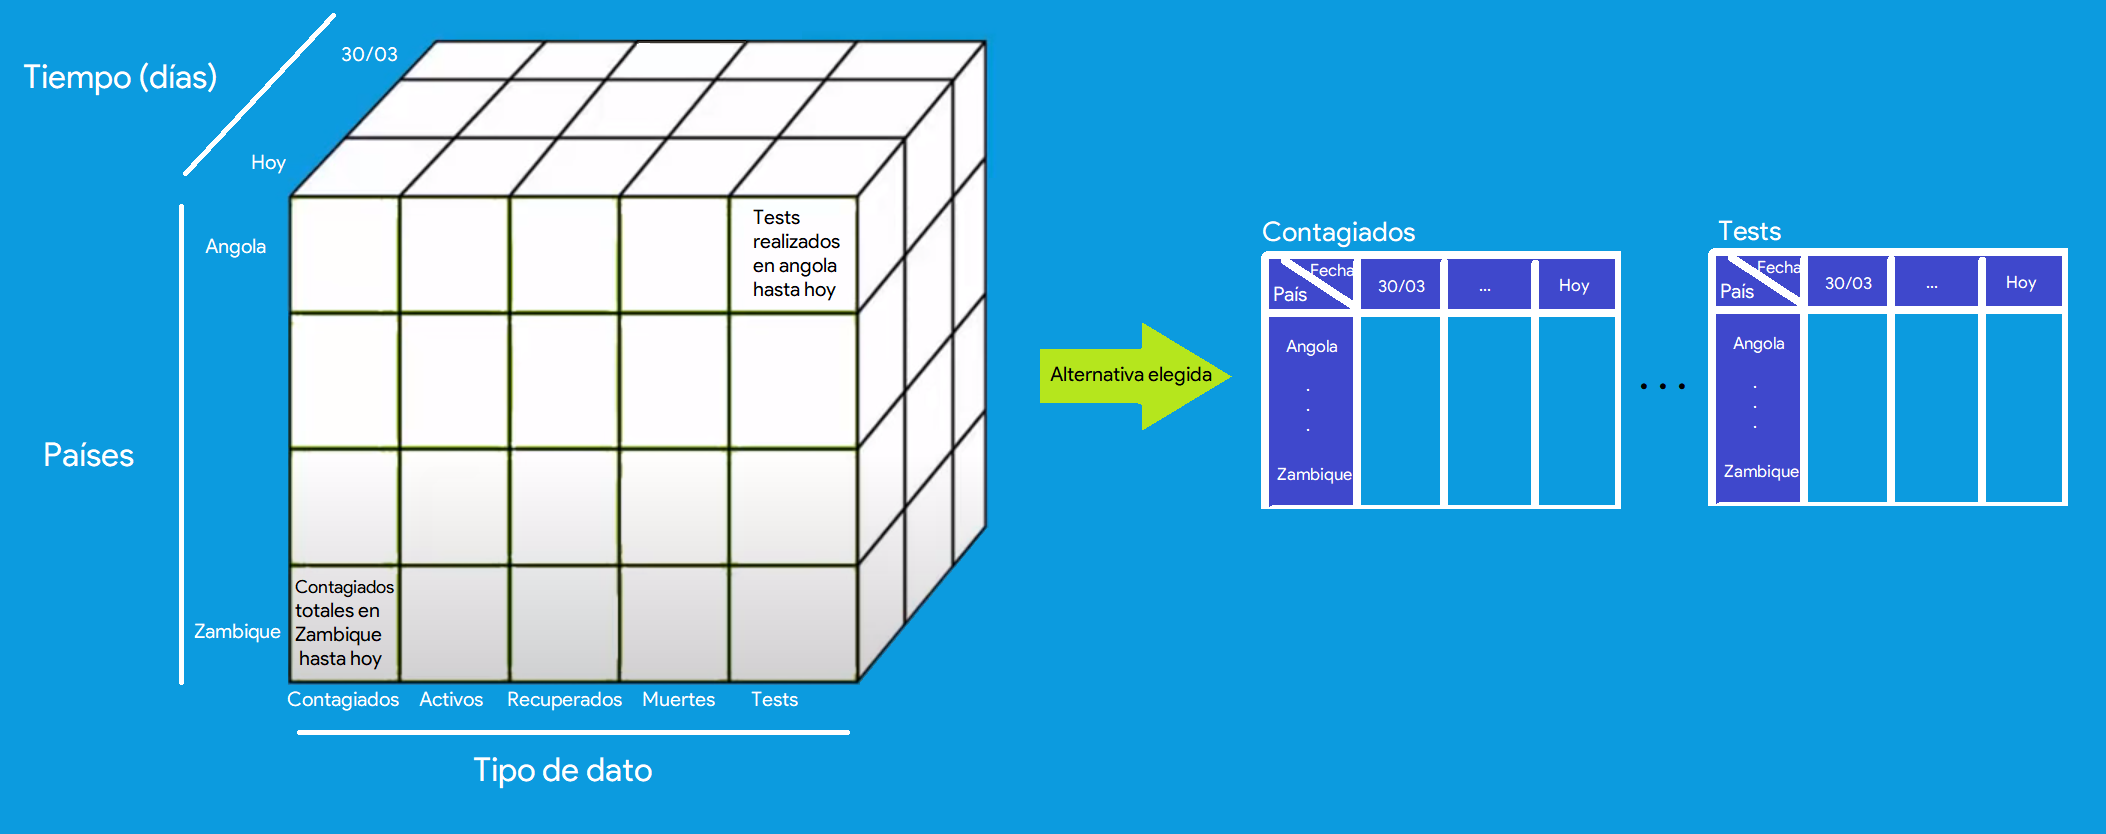 Tiempo (días)
30/03
Hoy
Países
Angola
Zambique
Tests
realizados
en angola
hasta hoy
Contagiados
totales en
Zambique
hasta hoy
Contagiados Activos Recuperados Muertes Tests
Tipo de dato
Alternativa elegida
Contagiados
Fecha
País
30/03 ... Hoy
Angola
.
.
.
Zambique
...
Tests
Fecha
País
30/03 ... Hoy
Angola
.
.
.
Zambique